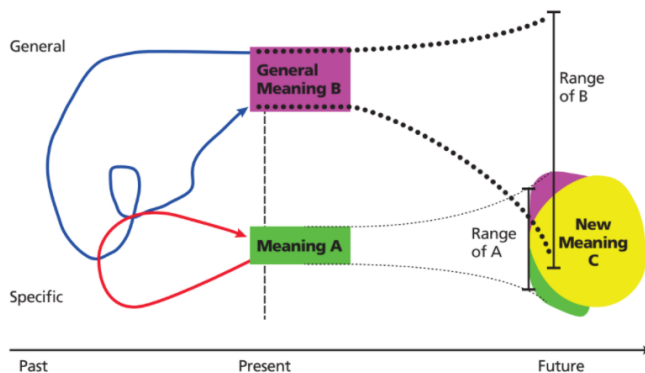 General
General
Meaning B
Range
of B
Meaning A
Range
of A
New
Meaning
C
Specific
Past
Present
Future